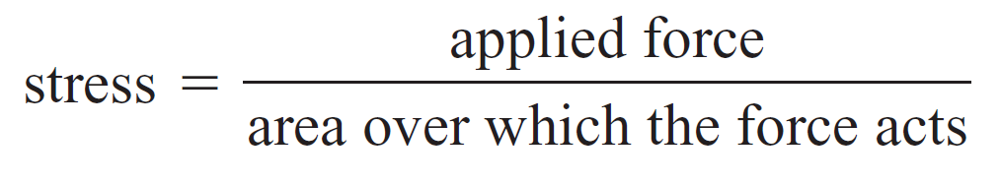 applied force
stress =
area over which the force acts